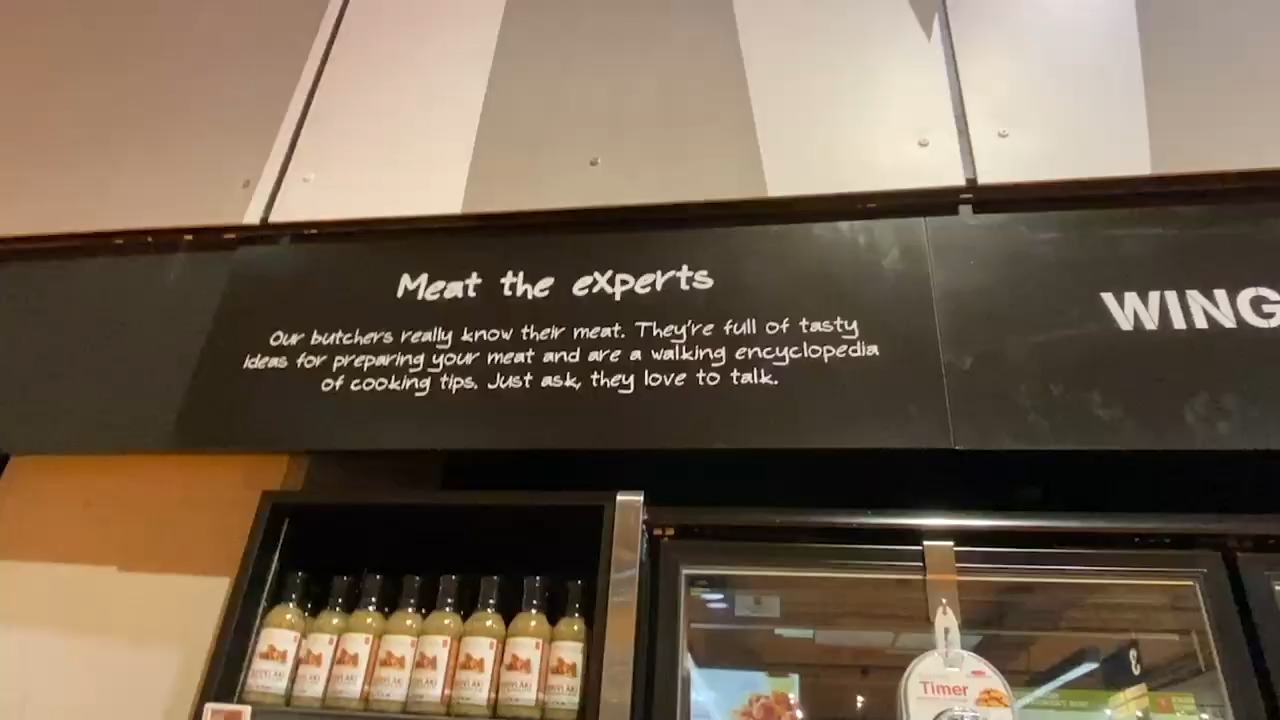 Meat the experts
Our butchers really know their meat. They're full of tasty
ideas for preparing your meat and are a walking encyclopedia
of cooking tips. Just ask, they love to talk.
WING
Timer